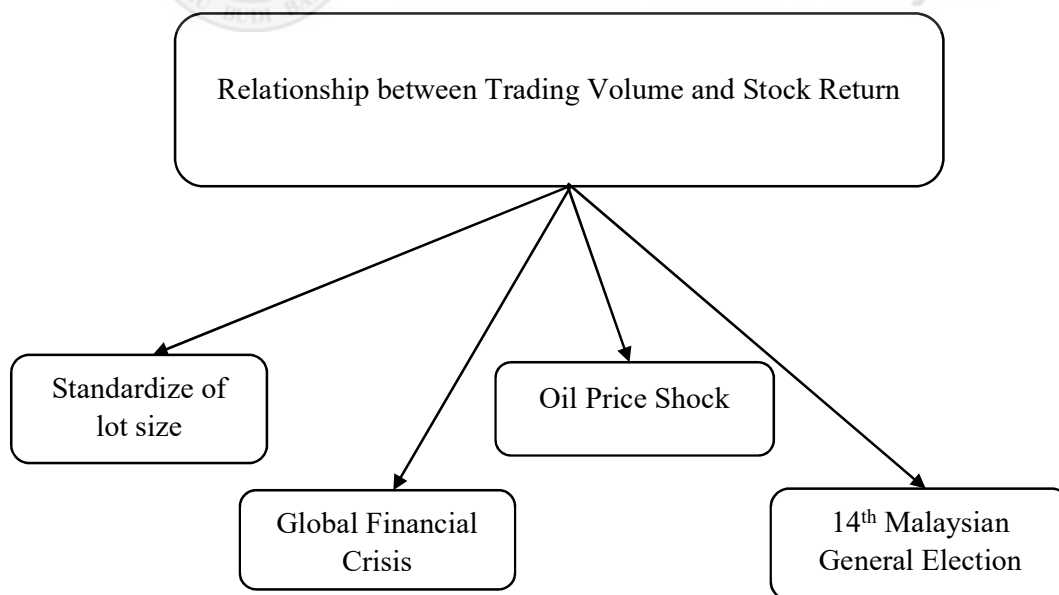 BUDI
Relationship between Trading Volume and Stock Return
Standardize of
lot size
Oil Price Shock
Global Financial
Crisis
14th Malaysian
General Election